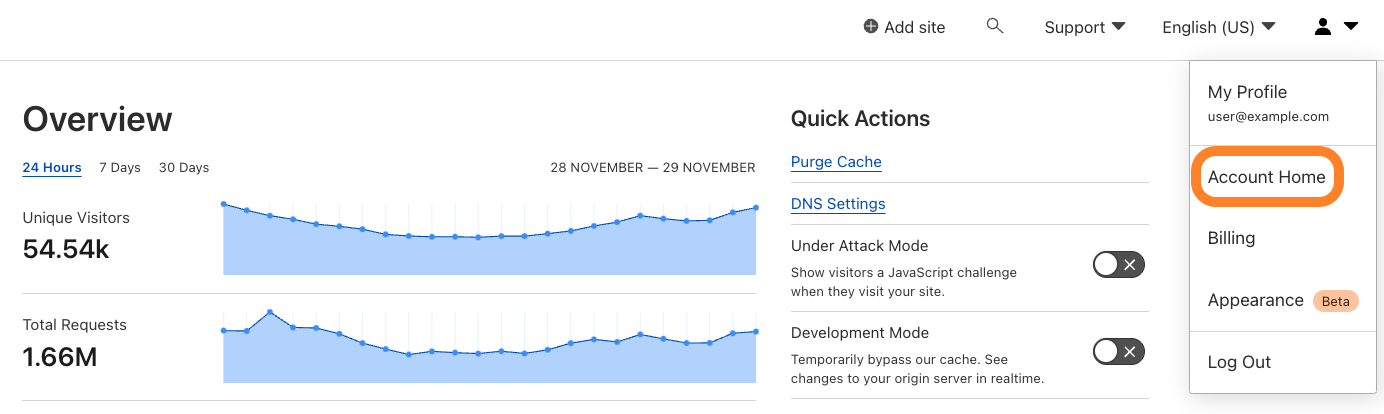 Add site
Support
English (US)
Overview
24 Hours 7 Days 30 Days
28 NOVEMBER — 29 NOVEMBER
Unique Visitors
54.54k
Total Requests
1.66M
Quick Actions
Purge Cache
DNS Settings
Under Attack Mode
Show visitors a JavaScript challenge
when they visit your site.
Development Mode
Temporarily bypass our cache. See
changes to your origin server in realtime.
My Profile
user@example.com
Account Home
Billing
Appearance Beta
Log Out